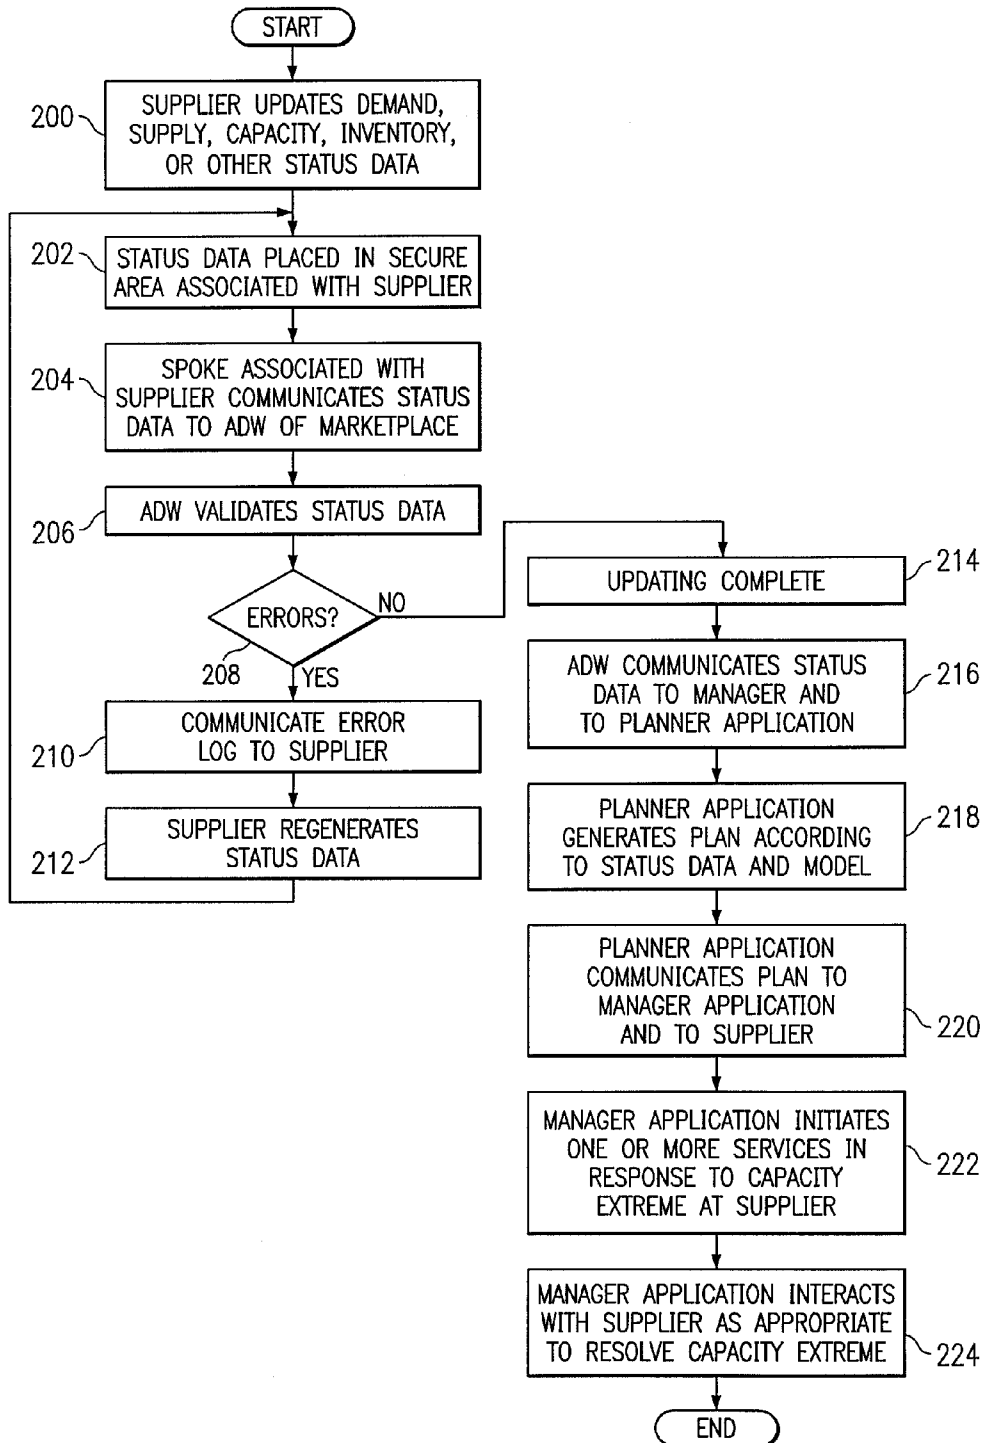 START
200
SUPPLIER UPDATES DEMAND,
SUPPLY, CAPACITY, INVENTORY,
OR OTHER STATUS DATA
202
STATUS DATA PLACED IN SECURE
AREA ASSOCIATED WITH SUPPLIER
204
SPOKE ASSOCIATED WITH
SUPPLIER COMMUNICATES STATUS
DATA TO ADW OF MARKETPLACE
206
ADW VALIDATES STATUS DATA
ERRORS?
NO
208
YES
210
COMMUNICATE ERROR
LOG TO SUPPLIER
212
SUPPLIER REGENERATES
STATUS DATA
UPDATING COMPLETE
214
ADW COMMUNICATES STATUS
DATA TO MANAGER AND
TO PLANNER APPLICATION
216
PLANNER APPLICATION
GENERATES PLAN ACCORDING
TO STATUS DATA AND MODEL
218
PLANNER APPLICATION
COMMUNICATES PLAN TO
MANAGER APPLICATION
AND TO SUPPLIER
220
MANAGER APPLICATION INITIATES
ONE OR MORE SERVICES IN
RESPONSE TO CAPACITY
EXTREME AT SUPPLIER
222
MANAGER APPLICATION INTERACTS
WITH SUPPLIER AS APPROPRIATE
TO RESOLVE CAPACITY EXTREME
224
END